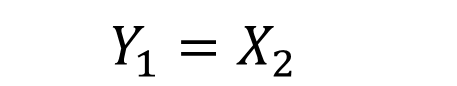 Y₁ = X₂